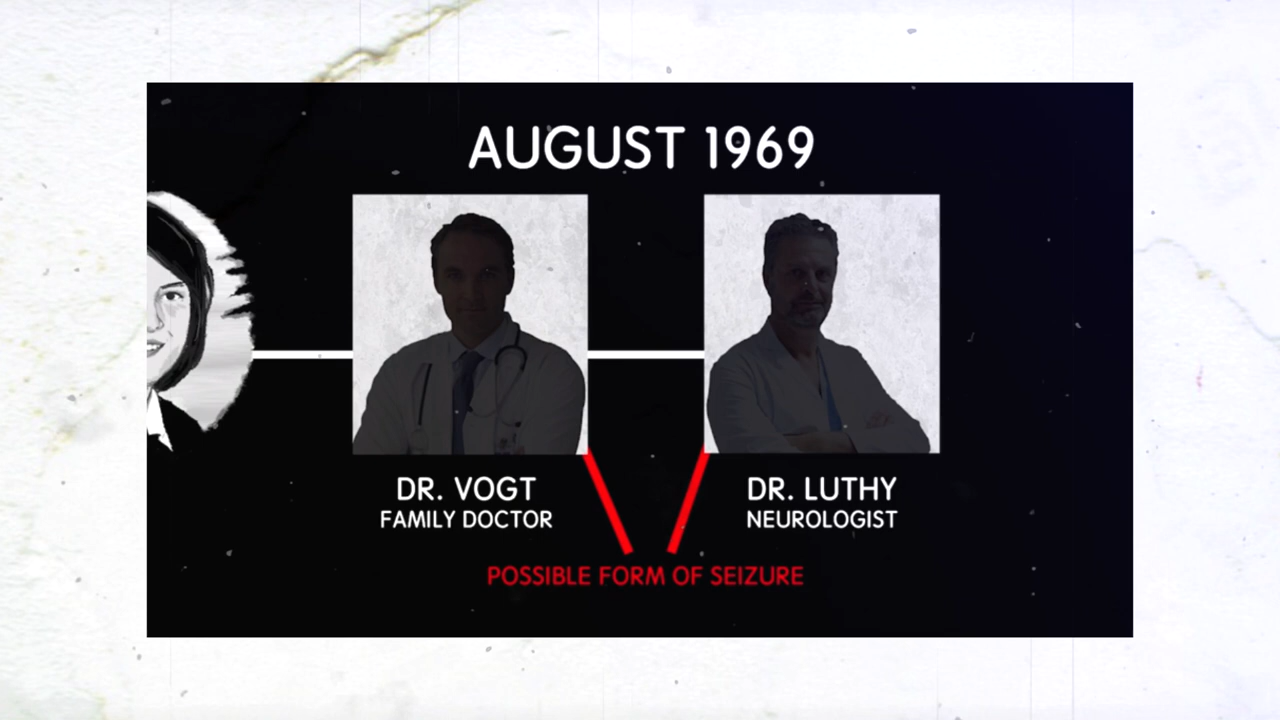 AUGUST 1969
DR. VOGT
FAMILY DOCTOR
DR. LUTHY
NEUROLOGIST
POSSIBLE FORM OF SEIZURE